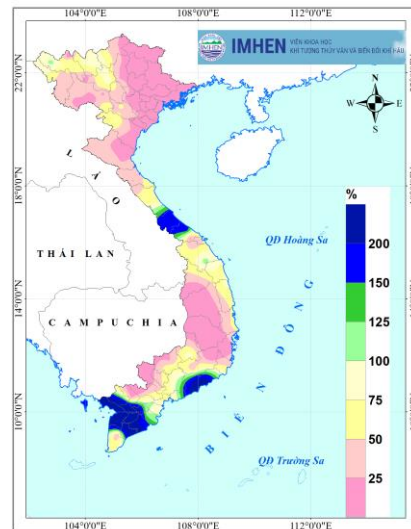 104°0'0"E 108°0'0"E 112°0'0"E
IMHEN VIỆN KHOA HỌC
KHÍ TƯỢNG THỦY VĂN VÀ BIẾN ĐỔI KHÍ HẬU
22°0'0"N
N
W E
S
LÀO
18°0'0"N
%
200
QĐ Hoàng Sa
THÁI LAN
150
125
14°0'0"N
CAMPUCHIA
100
BIỂN ĐÔNG
75
10°0'0"N
50
QĐ Trường Sa
25
104°0'0"E 108°0'0"E 112°0'0"E